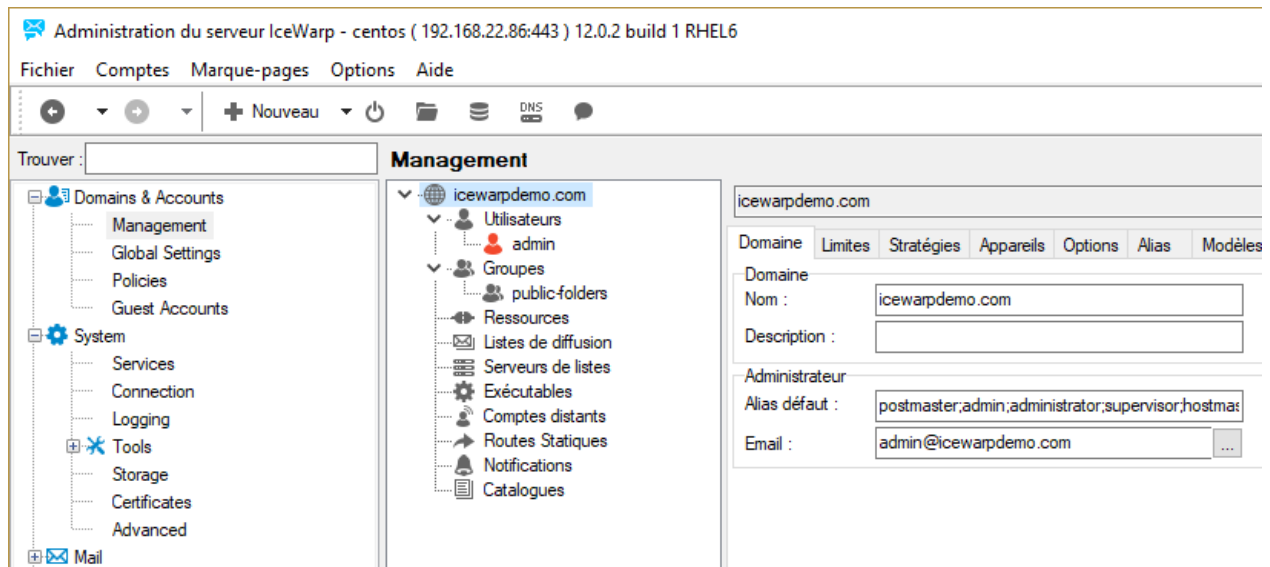 Administration du serveur IceWarp - centos ( 192.168.22.86:443 ) 12.0.2 build 1 RHEL6
Fichier Comptes Marque-pages Options Aide
Nouveau DNS
Trouver :
Domains & Accounts
Management
Global Settings
Policies
Guest Accounts
System
Services
Connection
Logging
Tools
Storage
Certificates
Advanced
Mail
Management
icewarpdemo.com
Utilisateurs
admin
Groupes
public-folders
Ressources
Listes de diffusion
Serveurs de listes
Exécutables
Comptes distants
Routes Statiques
Notifications
Catalogues
icewarpdemo.com
Domaine Limites Stratégies Appareils Options Alias Modèles
Domaine
Nom : icewarpdemo.com
Description :
Administrateur
Alias défaut : postmaster;admin;administrator;supervisor;hostmas
Email : admin@icewarpdemo.com ...